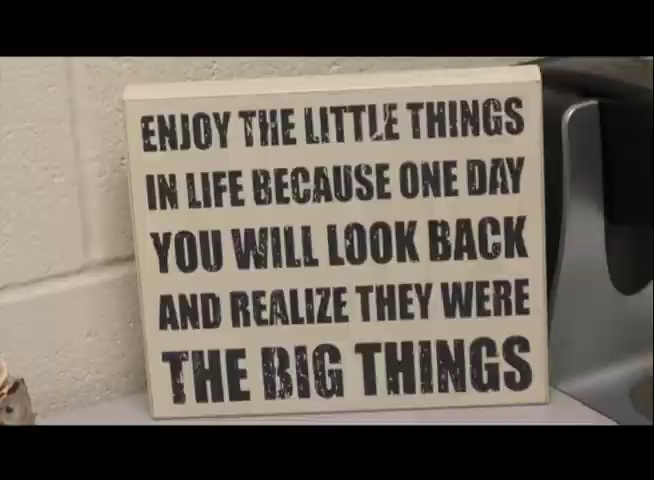 ENJOY THE LITTLE THINGS
IN LIFE BECAUSE ONE DAY
YOU WILL LOOK BACK
AND REALIZE THEY WERE
THE BIG THINGS